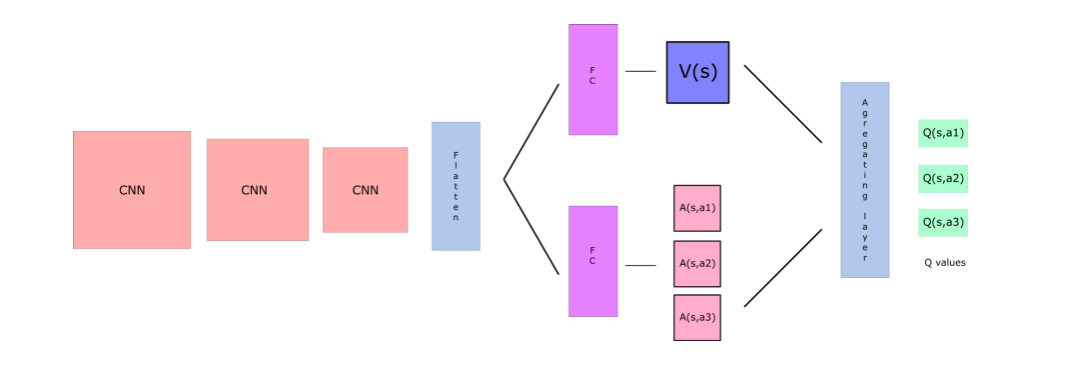 CNN
CNN
CNN
Flatten
FC
V(s)
FC
A(s,a1)
A(s,a2)
A(s,a3)
Agregating layer
Q(s,a1)
Q(s,a2)
Q(s,a3)
Q values